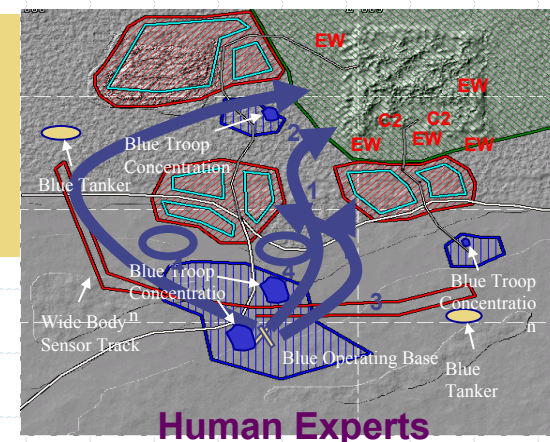 EW
EW
C2
C2
EW
EW
EW
2
Blue Troop
Concentration
Blue Tanker
1
Blue Troop
Concentratio
n
4
Blue Troop
Concentratio
n
3
Wide Body
Sensor Track
Blue Operating Base
Blue
Tanker
Human Experts